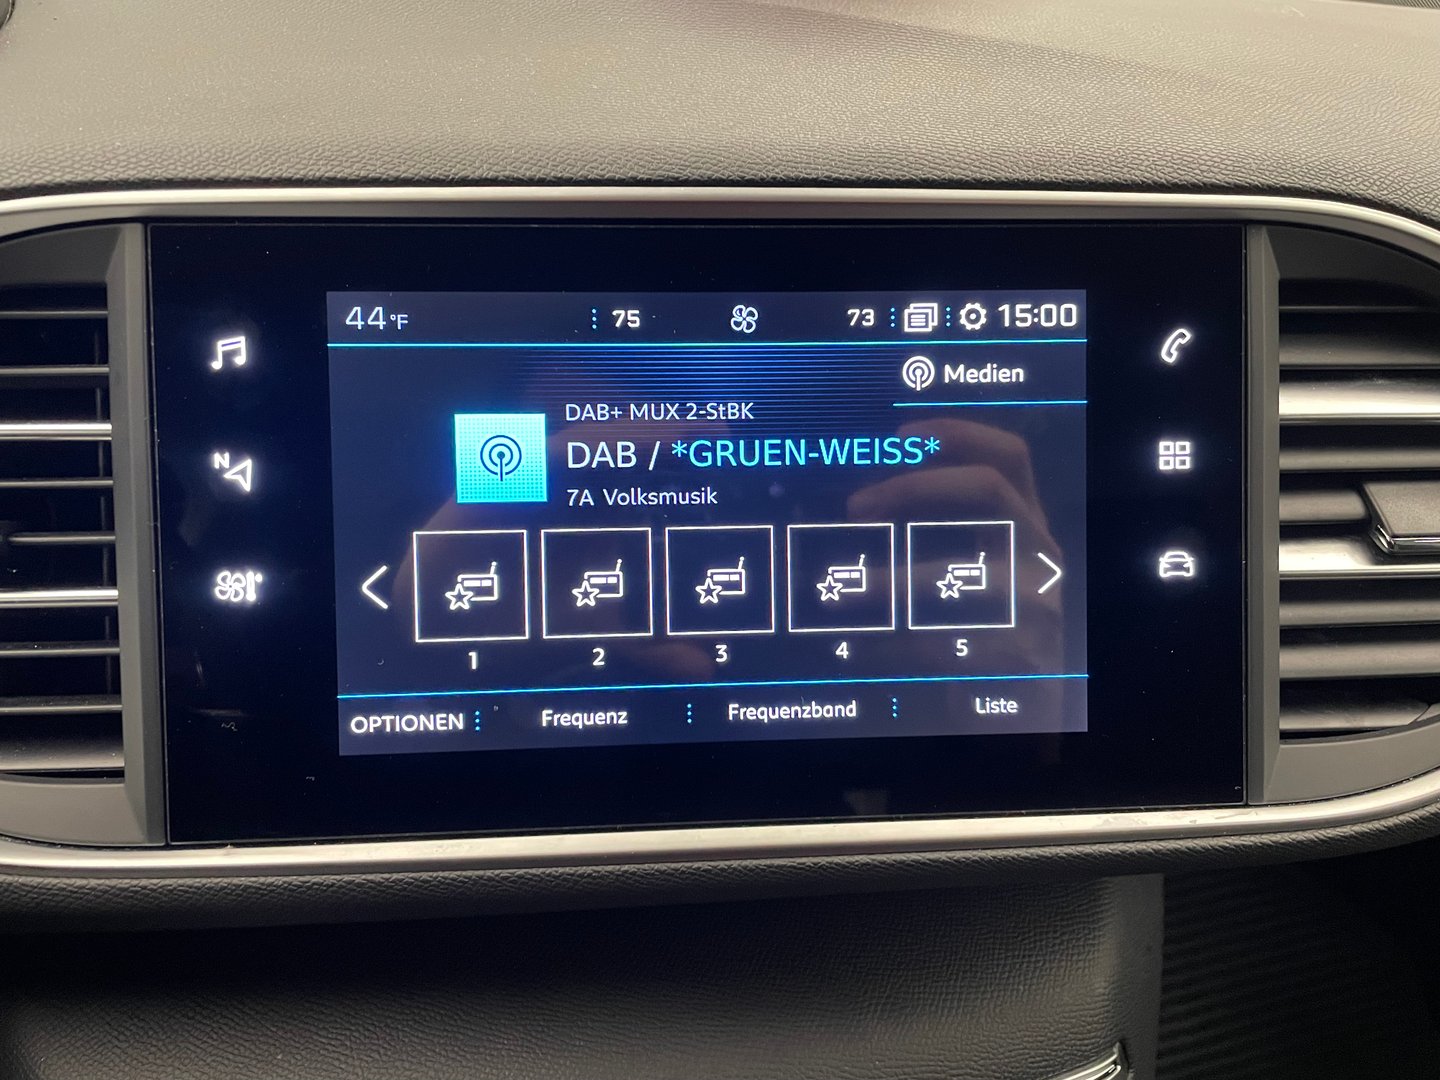 44°F 75 73 15:00
Medien
DAB+ MUX 2-StBK
DAB / *GRUEN-WEISS*
7A Volksmusik
1 2 3 4 5
OPTIONEN Frequenz Frequenzband Liste
N